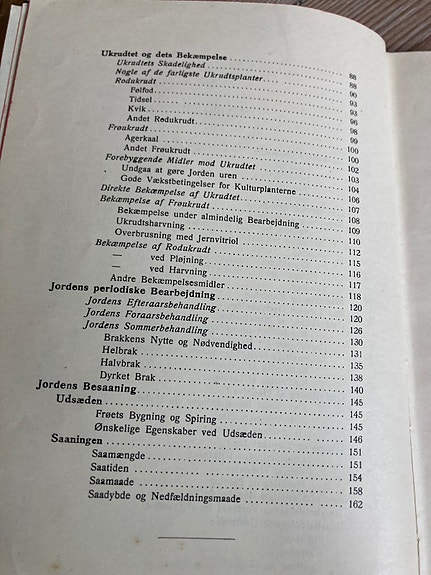 Ukrudtet og dets Bekæmpelse
Ukrudtets Skadelighed 88
Nogle af de farligste Ukrudtsplanter 88
Rodukrudt 90
Følfod 93
Tidsel 93
Kvik 96
Andet Rodukrudt 98
Frøukrudt 99
Agerkaal 100
Andet Frøukrudt 100
Forebyggende Midler mod Ukrudtet 102
Undgaa at gøre Jorden uren 103
Gode Vækstbetingelser for Kulturplanterne 104
Direkte Bekæmpelse af Ukrudtet 106
Bekæmpelse af Frøukrudt 107
Bekæmpelse under almindelig Bearbejdning 108
Ukrudtsharvning 109
Overbrusning med Jernvitriol 110
Bekæmpelse af Rodukrudt 112
— ved Pløjning 115
— ved Harvning 116
Andre Bekæmpelsesmidler 117
Jordens periodiske Bearbejdning 118
Jordens Efteraarsbehandling 120
Jordens Foraarsbehandling 120
Jordens Sommerbehandling 126
Brakkens Nytte og Nødvendighed 130
Helbrak 131
Halvbrak 135
Dyrket Brak 138
Jordens Besaaning 140
Udsæden 145
Frøets Bygning og Spiring 145
Ønskelige Egenskaber ved Udsæden 146
Saaningen 151
Saamængde 151
Saatiden 154
Saamaade 158
Saadybde og Nedfældningsmaade 162